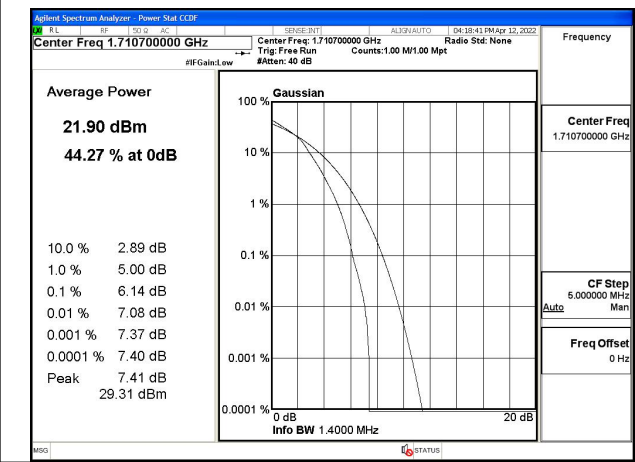 Agilent Spectrum Analyzer - Power Stat CCDF
LXI RL RF 50 Ω AC SENSE:INT ALIGN AUTO 04:18:41 PM Apr 12, 2022
Center Freq 1.710700000 GHz
Center Freq: 1.710700000 GHz Radio Std: None
Trig: Free Run Counts:1.00 M/1.00 Mpt
#IFGain:Low #Atten: 40 dB
Frequency
Average Power
21.90 dBm
44.27 % at 0dB
10.0 % 2.89 dB
1.0 % 5.00 dB
0.1 % 6.14 dB
0.01 % 7.08 dB
0.001 % 7.37 dB
0.0001 % 7.40 dB
Peak 7.41 dB
29.31 dBm
Gaussian
100 %
10 %
1 %
0.1 %
0.01 %
0.001 %
0.0001 %
0 dB 20 dB
Info BW 1.4000 MHz
Center Freq
1.710700000 GHz
CF Step
5.000000 MHz
Auto Man
Freq Offset
0 Hz
MSG STATUS